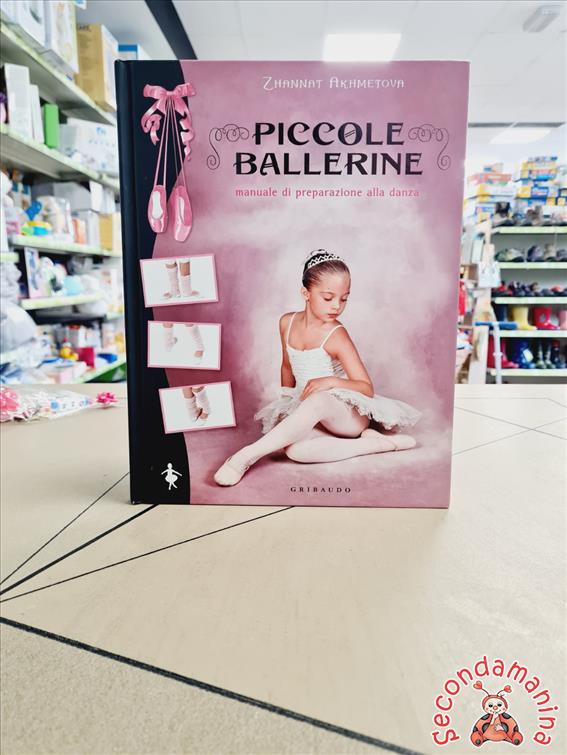 Zhannat Akhmetova
PICCOLE
BALLERINE
manuale di preparazione alla danza
GRIBAUDO
Secondamanina